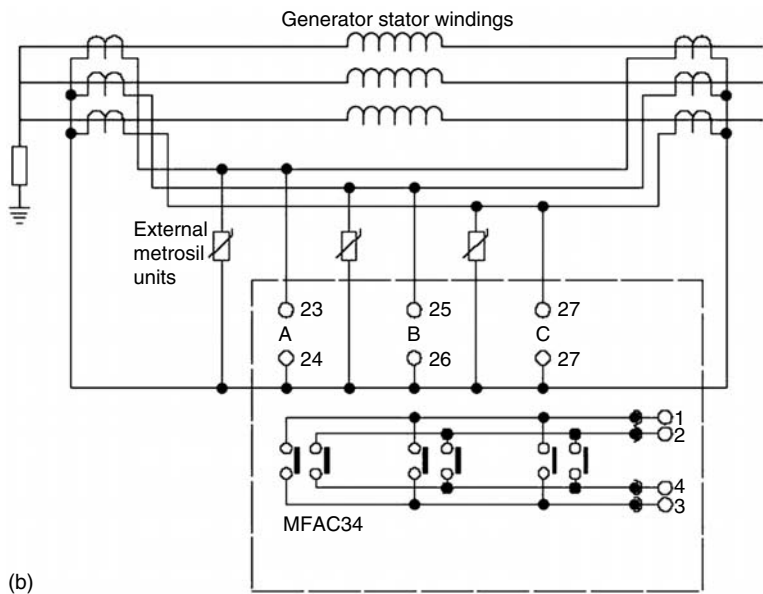 Generator stator windings
External
metrosil
units
23 25 27
A B C
24 26 27
1
2
4
3
MFAC34
(b)